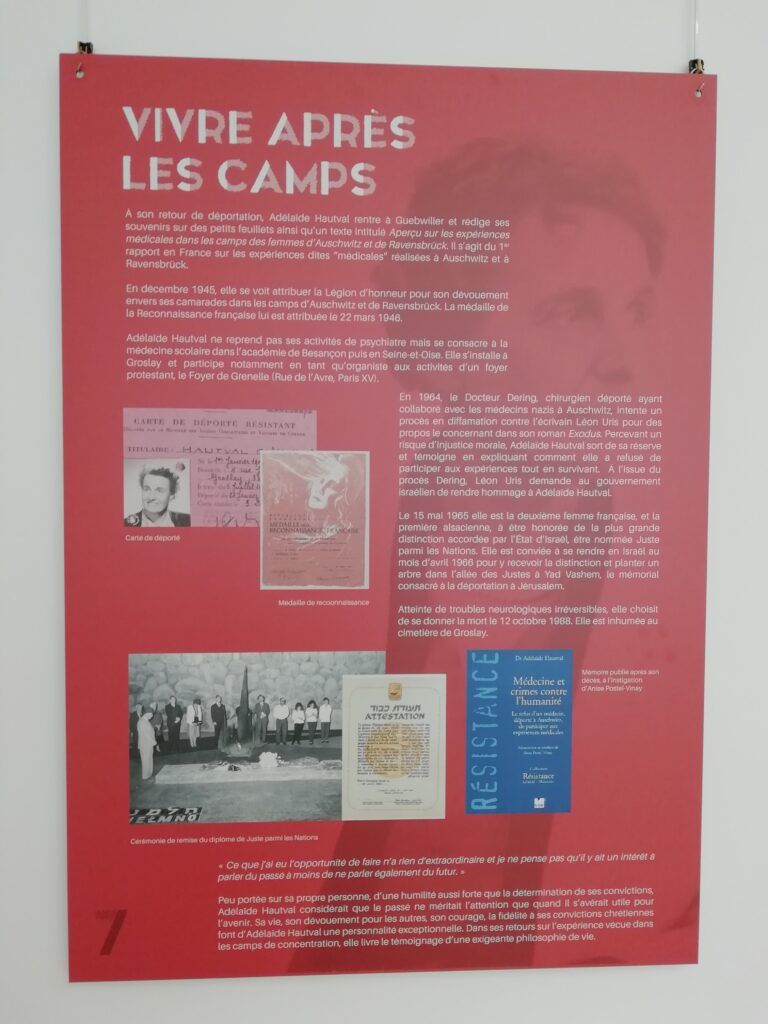 VIVRE APRÈS
LES CAMPS
À son retour de déportation, Adélaïde Hautval rentre à Guebwiller et rédige ses
souvenirs sur des petits feuillets ainsi qu'un texte intitulé Aperçu sur les expériences
médicales dans les camps des femmes d'Auschwitz et de Ravensbrück. Il s'agit du 1er
rapport en France sur les expériences dites "médicales" réalisées à Auschwitz et à
Ravensbrück.
En décembre 1945, elle se voit attribuer la Légion d'honneur pour son dévouement
envers ses camarades dans les camps d'Auschwitz et de Ravensbrück. La médaille de
la Reconnaissance française lui est attribuée le 22 mars 1946.
Adélaïde Hautval ne reprend pas ses activités de psychiatre mais se consacre à la
médecine scolaire dans l'académie de Besançon puis en Seine-et-Oise. Elle s'installe à
Groslay et participe notamment en tant qu'organiste aux activités d'un foyer
protestant, le Foyer de Grenelle (Rue de l'Avre, Paris XV).
En 1964, le Docteur Dering, chirurgien déporté ayant
collaboré avec les médecins nazis à Auschwitz, intente un
procès en diffamation contre l'écrivain Léon Uris pour des
propos le concernant dans son roman Exodus. Percevant un
risque d'injustice morale, Adélaïde Hautval sort de sa réserve
et témoigne en expliquant comment elle a refusé de
participer aux expériences tout en survivant. À l'issue du
procès Dering, Léon Uris demande au gouvernement
israélien de rendre hommage à Adélaïde Hautval.
Le 15 mai 1965 elle est la deuxième femme française, et la
première alsacienne, à être honorée de la plus grande
distinction accordée par l'État d'Israël, être nommée Juste
parmi les Nations. Elle est conviée à se rendre en Israël au
mois d'avril 1966 pour y recevoir la distinction et planter un
arbre dans l'allée des Justes à Yad Vashem, le mémorial
consacré à la déportation à Jérusalem.
Atteinte de troubles neurologiques irréversibles, elle choisit
de se donner la mort le 12 octobre 1988. Elle est inhumée au
cimetière de Groslay.
CARTE DE DÉPORTÉ RÉSISTANT
TITULAIRE : HAUTVAL
Carte de déporté
MÉDAILLE DE LA
RECONNAISSANCE FRANÇAISE
Médaille de recoonnaissance
תעודת כבוד
ATTESTATION
Cérémonie de remise du diplôme de Juste parmi les Nations
RÉSISTANCE
Dr Adélaïde Hautval
Médecine et
crimes contre
l'humanité
Le refus d'un médecin,
déporté à Auschwitz,
de participer aux
expériences médicales
Collection
Résistance
Mémoire publié après son
décès, à l'instigation
d'Anise Postel-Vinay
« Ce que j'ai eu l'opportunité de faire n'a rien d'extraordinaire et je ne pense pas qu'il y ait un intérêt à
parler du passé à moins de ne parler également du futur. »
Peu portée sur sa propre personne, d'une humilité aussi forte que la détermination de ses convictions,
Adélaïde Hautval considérait que le passé ne méritait l'attention que quand il s'avérait utile pour
l'avenir. Sa vie, son dévouement pour les autres, son courage, la fidélité à ses convictions chrétiennes
font d'Adélaïde Hautval une personnalité exceptionnelle. Dans ses retours sur l'expérience vécue dans
les camps de concentration, elle livre le témoignage d'une exigeante philosophie de vie.
7